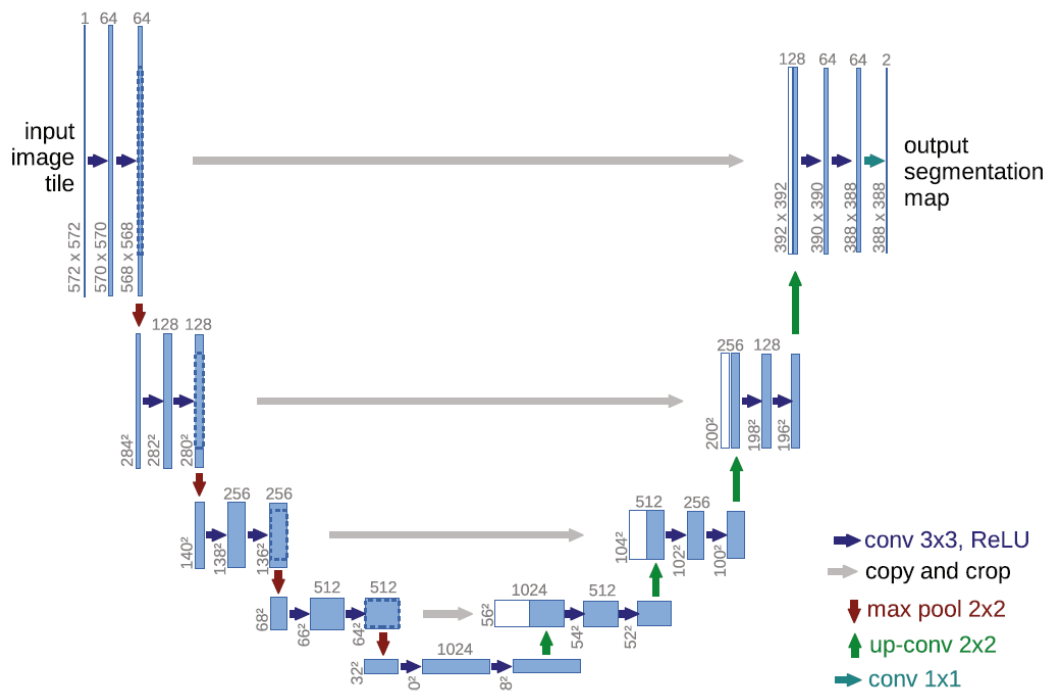 1 64 64
input
image
tile
572 x 572
570 x 570
568 x 568
128 64 64 2
392 x 392
390 x 390
388 x 388
388 x 388
output
segmentation
map
128 128
284²
282²
280²
256 128
200²
198²
196²
256 256
140²
138²
136²
512 256
104²
102²
100²
512 512
68²
66²
64²
1024 512
56²
54²
52²
1024
32²
0²
8²
conv 3x3, ReLU
copy and crop
max pool 2x2
up-conv 2x2
conv 1x1